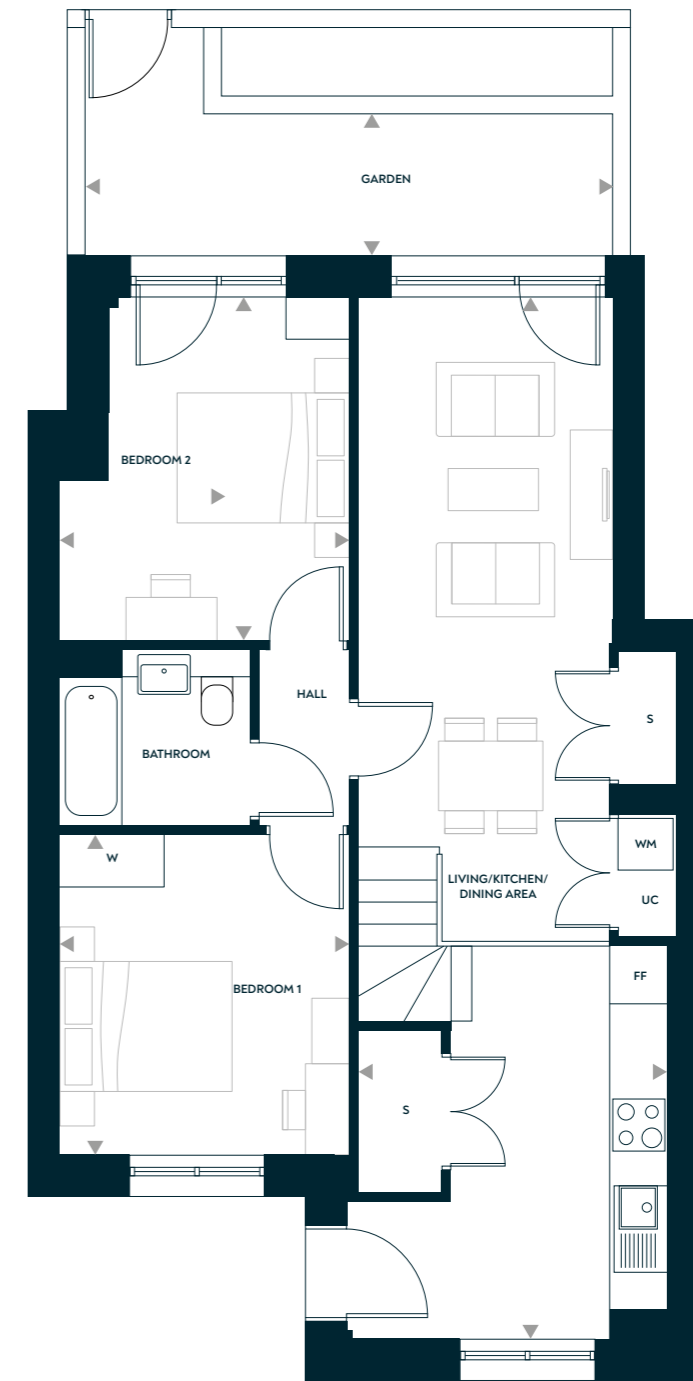 GARDEN
BEDROOM 2
HALL
S
BATHROOM
WM
W
LIVING/KITCHEN/
DINING AREA
UC
FF
BEDROOM 1
S